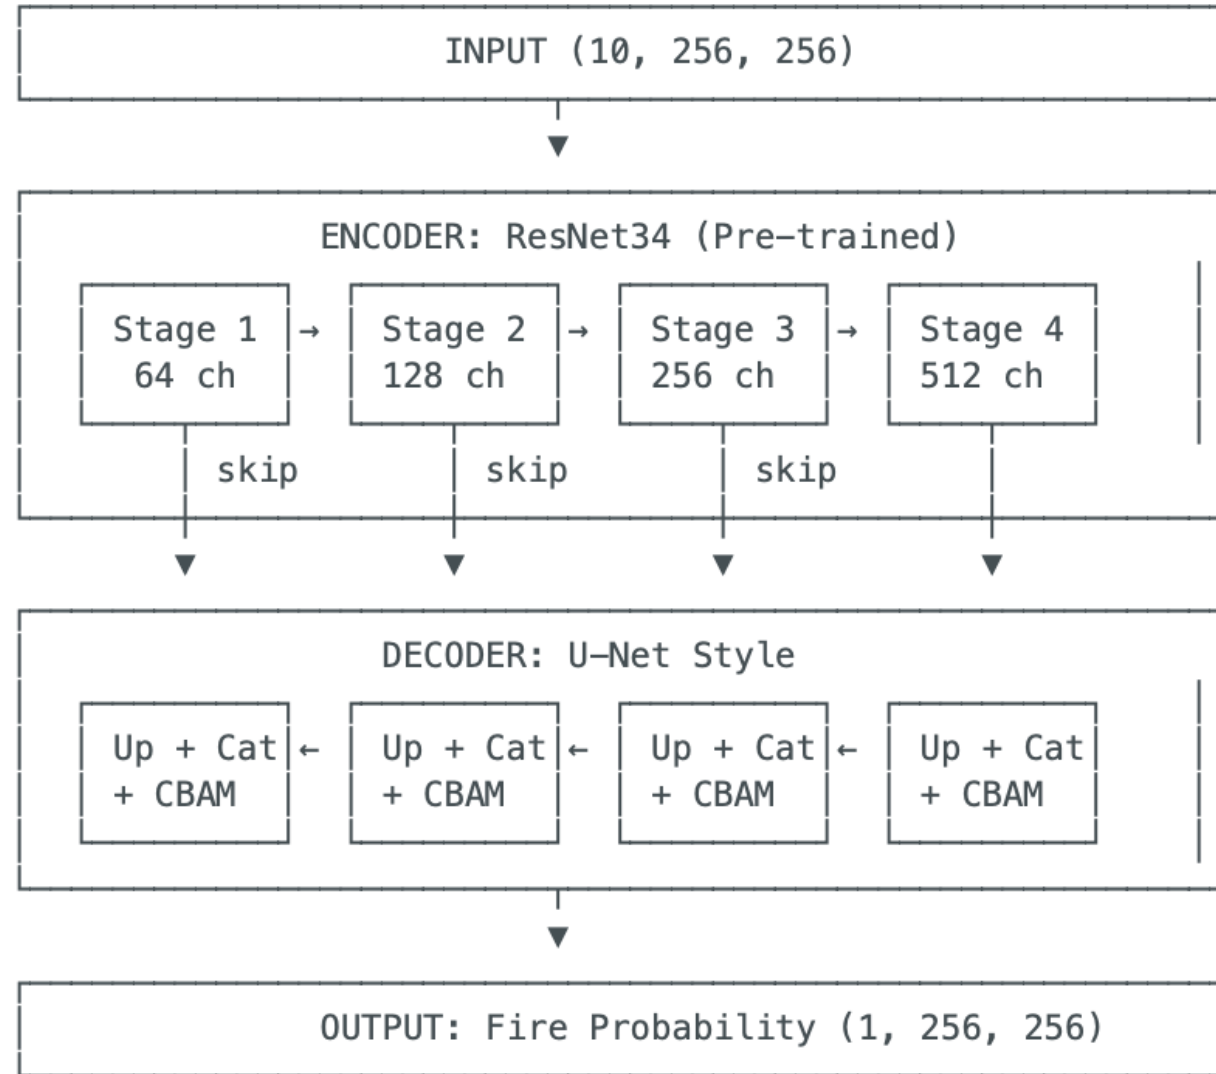 INPUT (10, 256, 256)
▼
ENCODER: ResNet34 (Pre-trained)
Stage 1 → Stage 2 → Stage 3 → Stage 4
64 ch 128 ch 256 ch 512 ch
skip skip skip
▼ ▼ ▼ ▼
DECODER: U-Net Style
Up + Cat ← Up + Cat ← Up + Cat ← Up + Cat
+ CBAM + CBAM + CBAM + CBAM
▼
OUTPUT: Fire Probability (1, 256, 256)